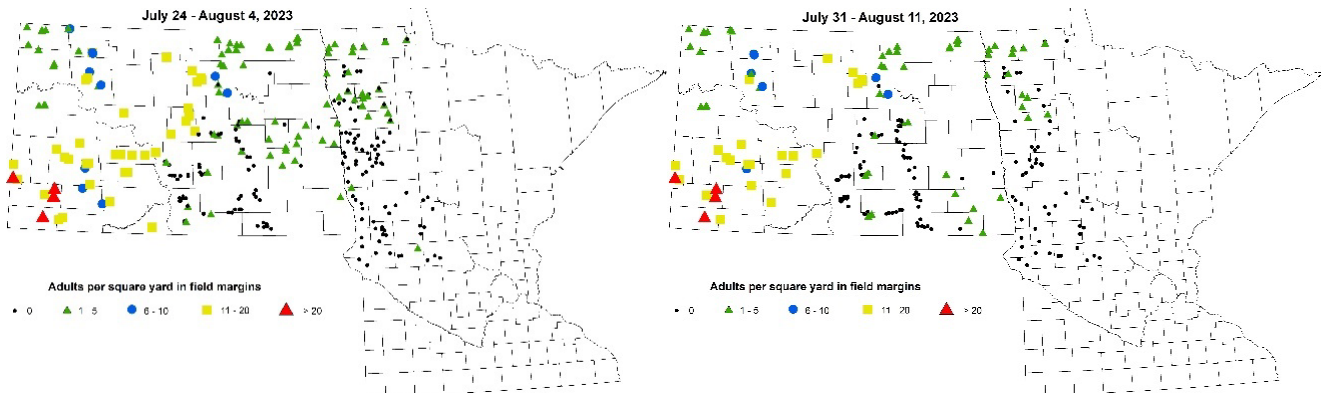 July 24 - August 4, 2023
Adults per square yard in field margins
0 1 - 5 6 - 10 11 - 20 > 20
July 31 - August 11, 2023
Adults per square yard in field margins
0 1 - 5 6 - 10 11 20 > 20